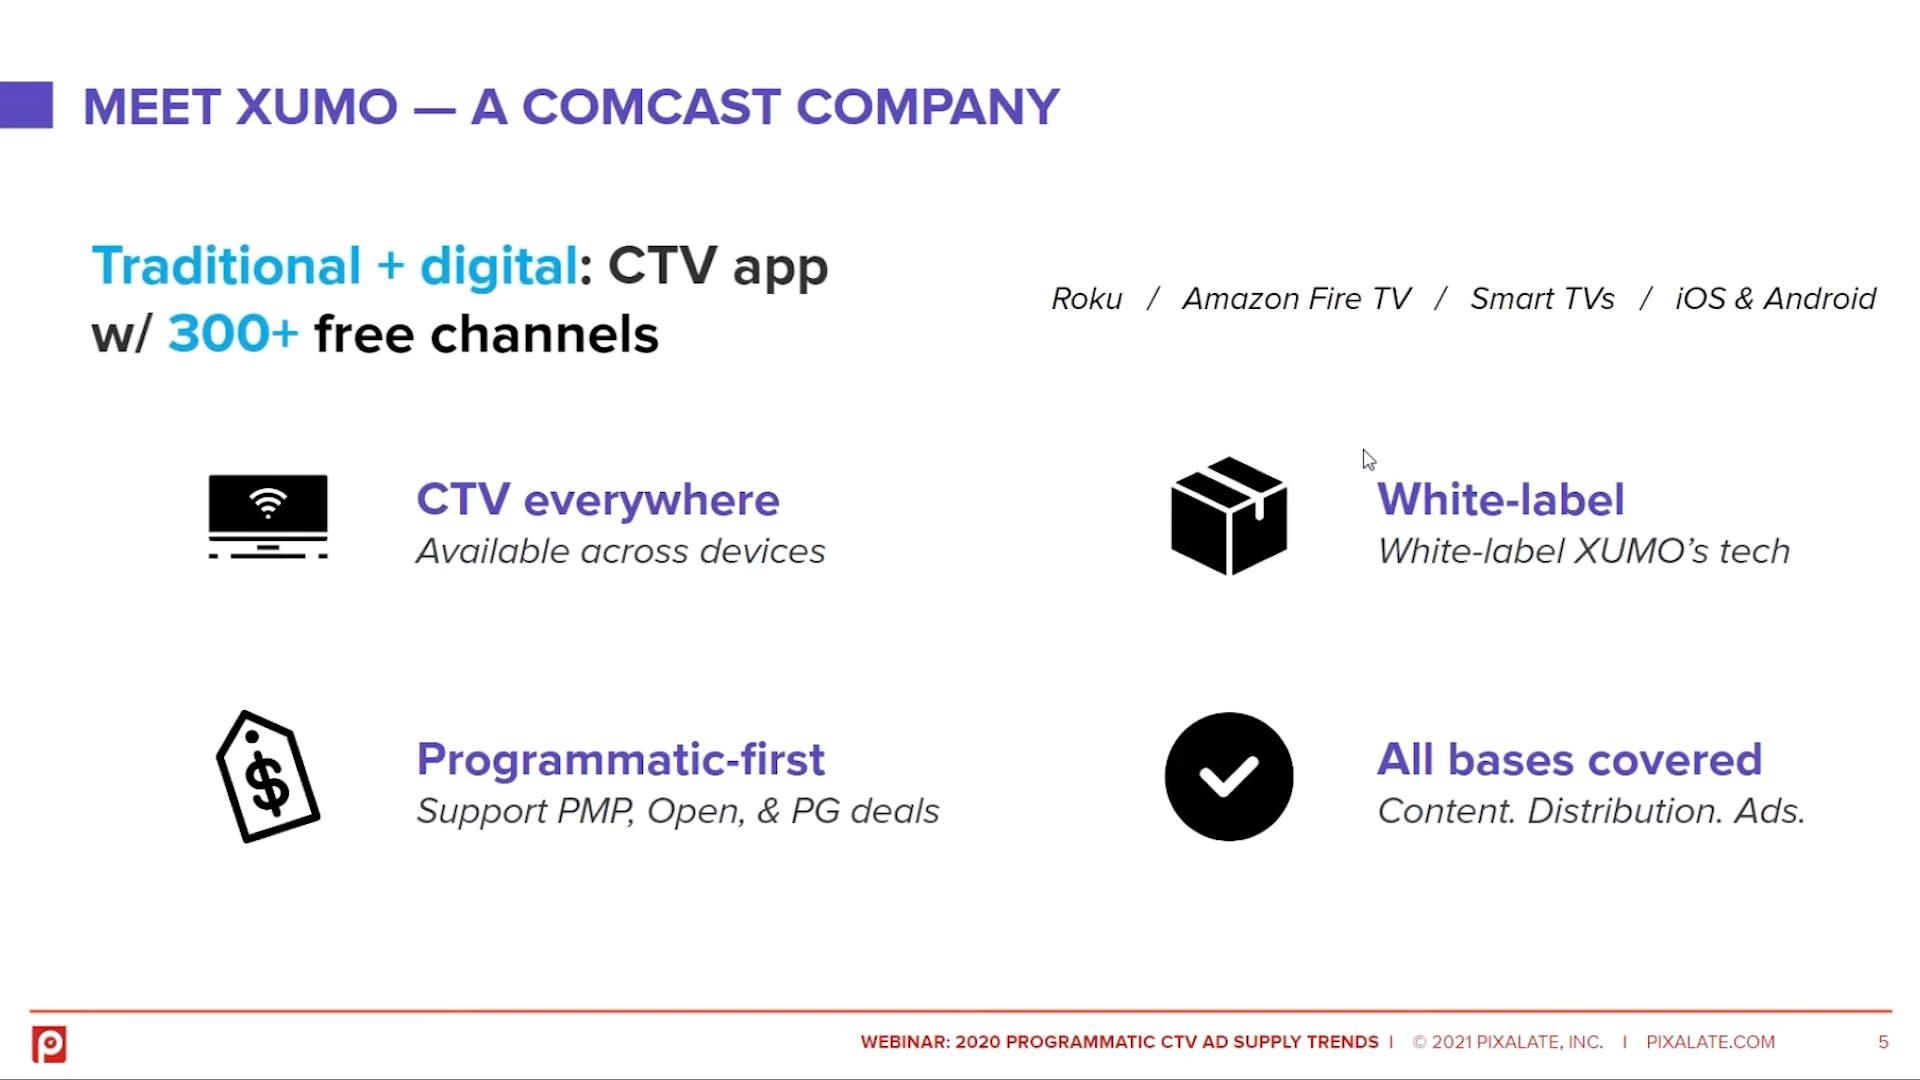 MEET XUMO — A COMCAST COMPANY
Traditional + digital: CTV app
w/ 300+ free channels
Roku / Amazon Fire TV / Smart TVs / iOS & Android
CTV everywhere
Available across devices
White-label
White-label XUMO’s tech
$
Programmatic-first
Support PMP, Open, & PG deals
All bases covered
Content. Distribution. Ads.
WEBINAR: 2020 PROGRAMMATIC CTV AD SUPPLY TRENDS I © 2021 PIXALATE, INC. I PIXALATE.COM 5